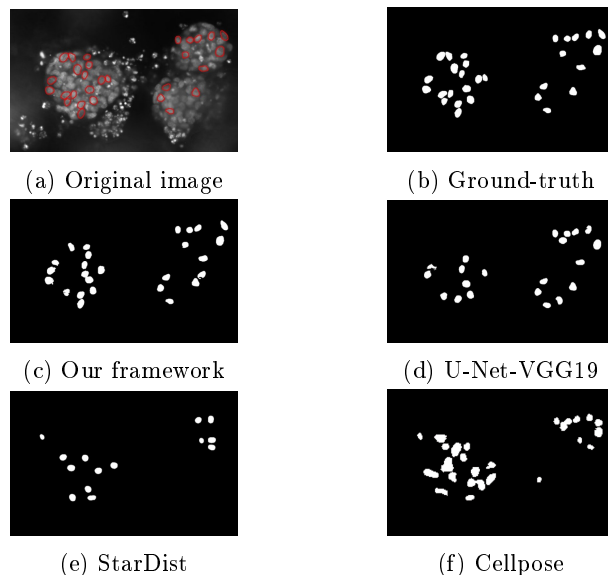 (a) Original image
(b) Ground-truth
(c) Our framework
(d) U-Net-VGG19
(e) StarDist
(f) Cellpose